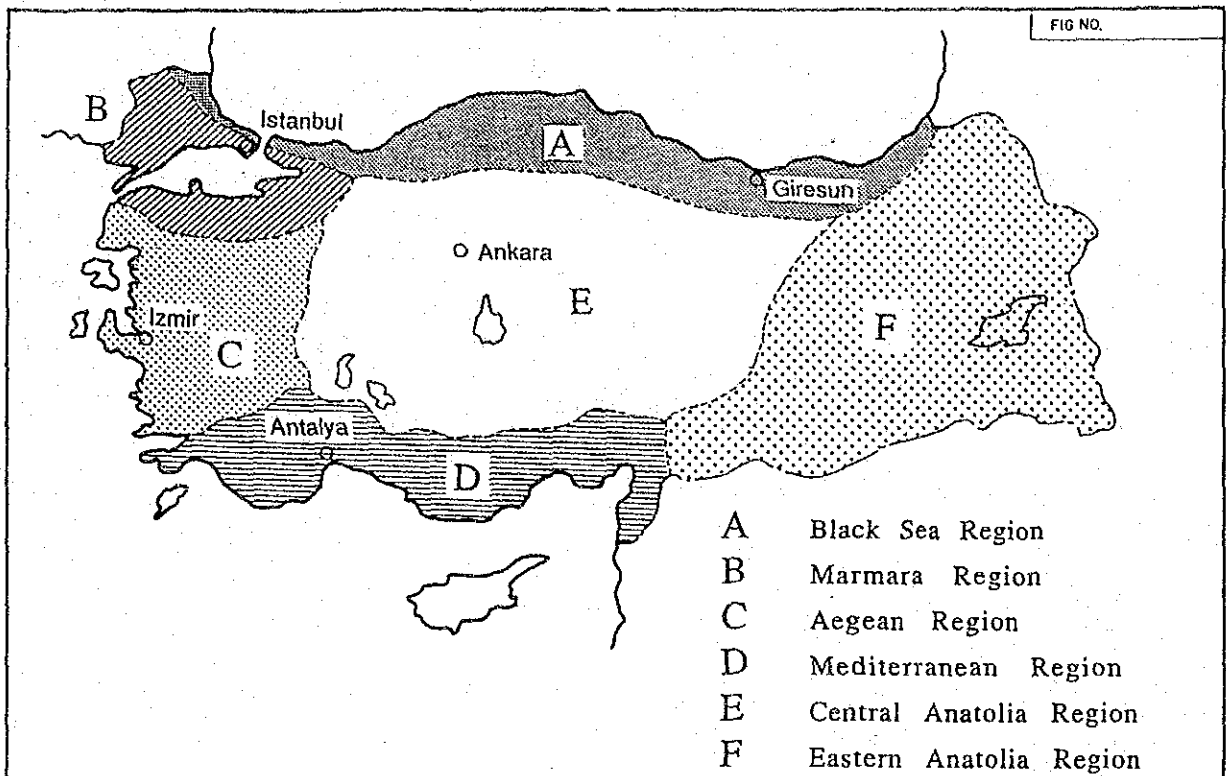 FIG NO.
B
Istanbul
A
Giresun
Ankara
E
Izmir
C
F
Antalya
D
A Black Sea Region
B Marmara Region
C Aegean Region
D Mediterranean Region
E Central Anatolia Region
F Eastern Anatolia Region